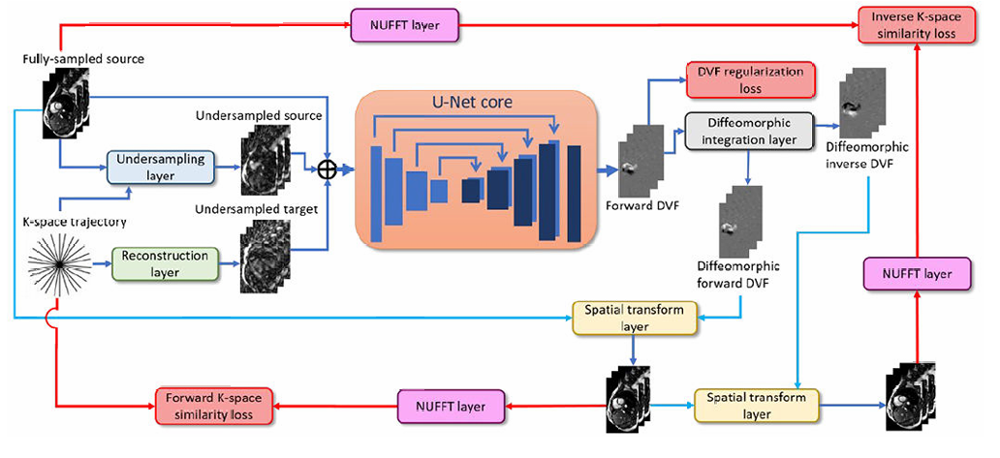 NUFFT layer
Inverse K-space
similarity loss
Fully-sampled source
DVF regularization
loss
U-Net core
Undersampled source
Diffeomorphic
integration layer
Undersampling
layer
Diffeomorphic
inverse DVF
Forward DVF
Undersampled target
K-space trajectory
Reconstruction
layer
Diffeomorphic
forward DVF
NUFFT layer
Spatial transform
layer
Forward K-space
similarity loss
NUFFT layer
Spatial transform
layer